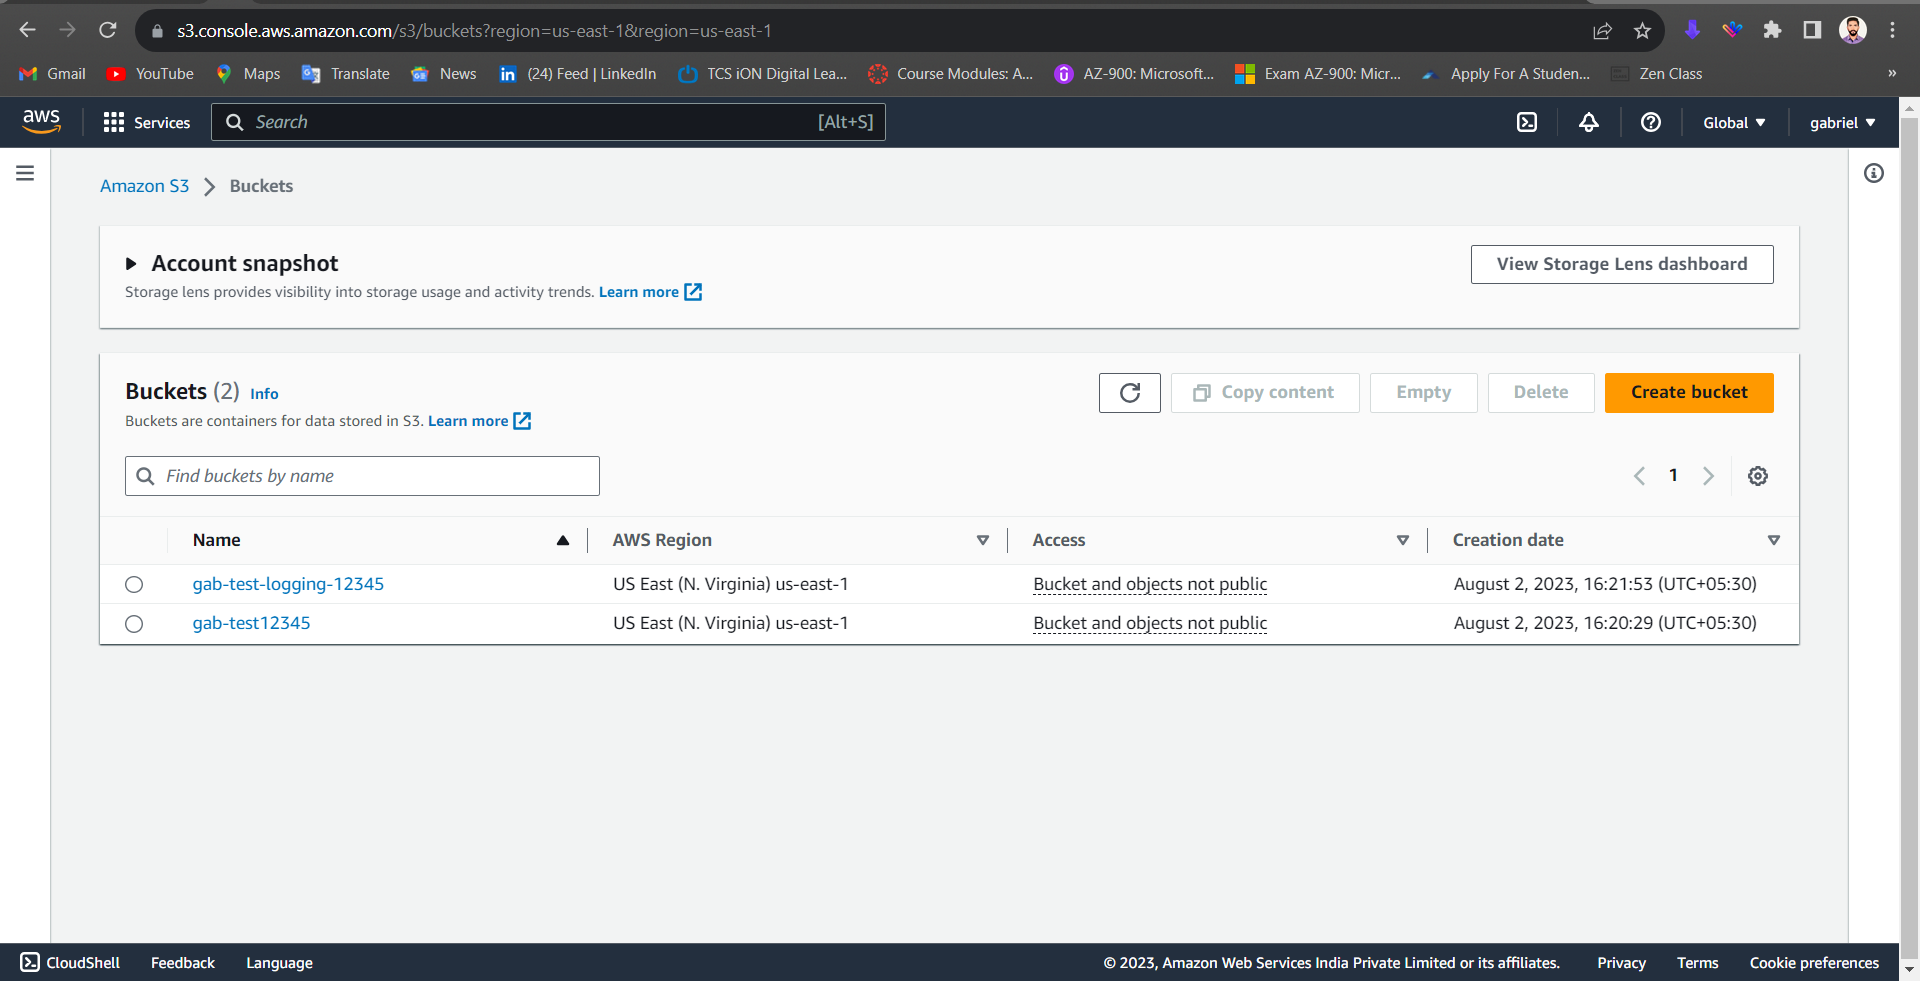 s3.console.aws.amazon.com/s3/buckets?region=us-east-1&region=us-east-1
Gmail YouTube Maps Translate News (24) Feed | LinkedIn TCS iON Digital Lea... Course Modules: A... AZ-900: Microsoft... Exam AZ-900: Micr... Apply For A Studen... Zen Class »
aws Services Search [Alt+S] Global gabriel
Amazon S3 Buckets
Account snapshot View Storage Lens dashboard
Storage lens provides visibility into storage usage and activity trends. Learn more
Buckets (2) Info Copy content Empty Delete Create bucket
Buckets are containers for data stored in S3. Learn more
Find buckets by name 1
Name AWS Region Access Creation date
gab-test-logging-12345 US East (N. Virginia) us-east-1 Bucket and objects not public August 2, 2023, 16:21:53 (UTC+05:30)
gab-test12345 US East (N. Virginia) us-east-1 Bucket and objects not public August 2, 2023, 16:20:29 (UTC+05:30)
CloudShell Feedback Language © 2023, Amazon Web Services India Private Limited or its affiliates. Privacy Terms Cookie preferences